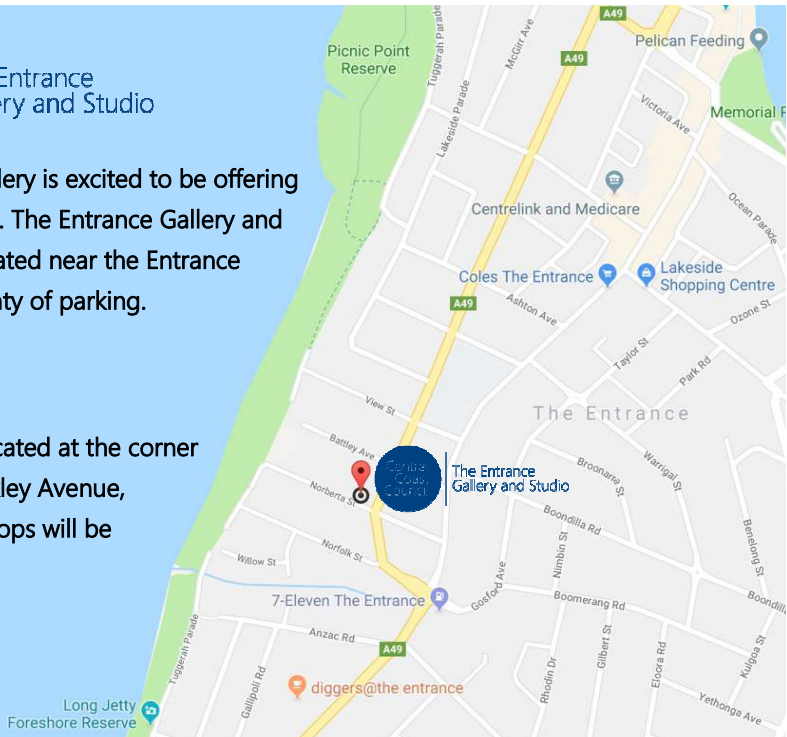 Entrance
ery and Studio
lery is excited to be offering
. The Entrance Gallery and
ated near the Entrance
nty of parking.
cated at the corner
ley Avenue,
ops will be
A49
Pelican Feeding
Picnic Point
Reserve
Tuggerah Parade
McGirr Ave
A49
Lakeside Parade
Victoria Ave
Memorial P
Centrelink and Medicare
Ocean Parade
Coles The Entrance
Lakeside
Shopping Centre
A49
Ashton Ave
Ozone St
Taylor St
Park Rd
View St
The Entrance
Battley Ave
Central
Coast
Council
The Entrance
Gallery and Studio
Warrigal St
Broonarra St
Norberta St
Boondilla Rd
Benelong St
Norfolk St
Nimbin St
Willow St
7-Eleven The Entrance
Gosford Ave
Boomerang Rd
Boondill
Anzac Rd
Tuggerah Parade
A49
Gilbert St
Eloora Rd
Kulgoa St
Gallipoli Rd
diggers@the entrance
Rhodin Dr
Yethonga Ave
Long Jetty
Foreshore Reserve